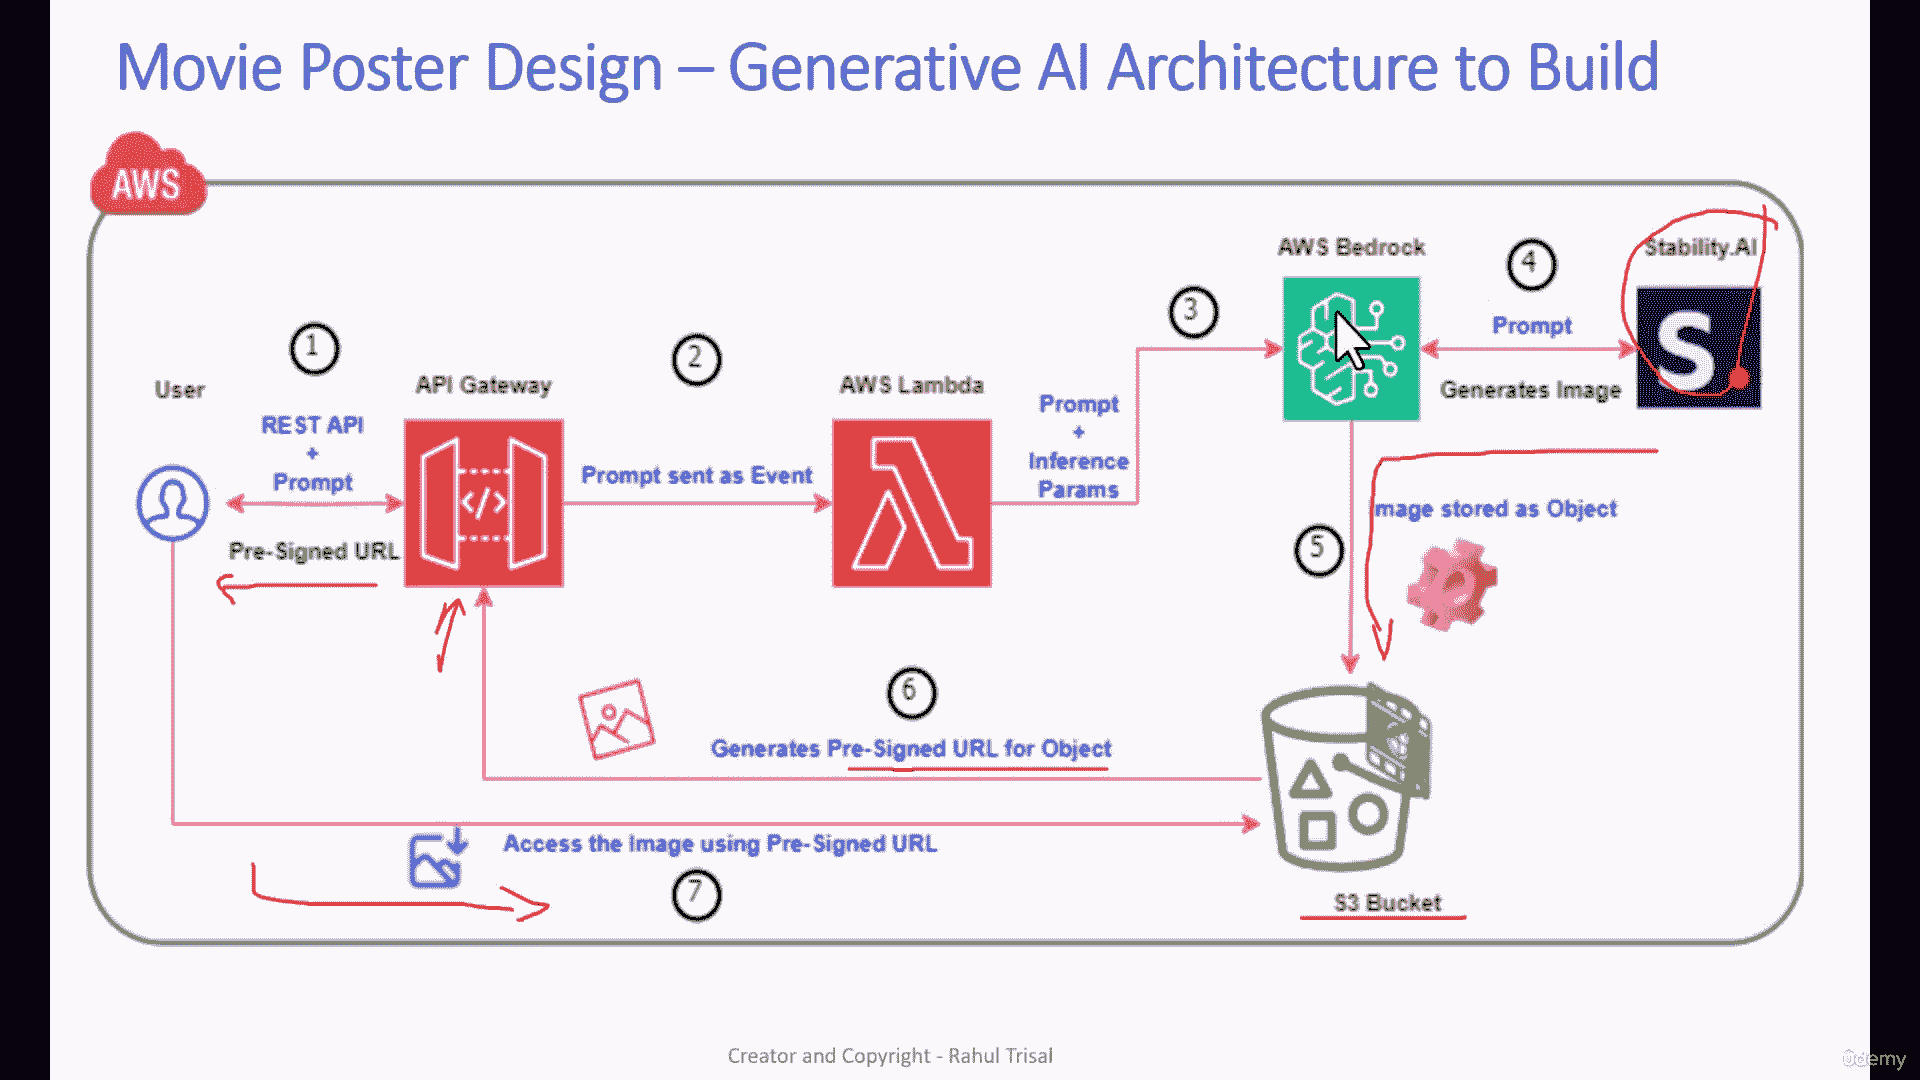 Movie Poster Design – Generative AI Architecture to Build
AWS
AWS Bedrock
4
Stability.AI
3
Prompt
1
2
User
API Gateway
AWS Lambda
Prompt
+
Inference
Params
Generates Image
S
REST API
+
Prompt
</>
Prompt sent as Event
mage stored as Object
Pre-Signed URL
5
6
Generates Pre-Signed URL for Object
Access the Image using Pre-Signed URL
7
S3 Bucket
Creator and Copyright - Rahul Trisal
ûdemy